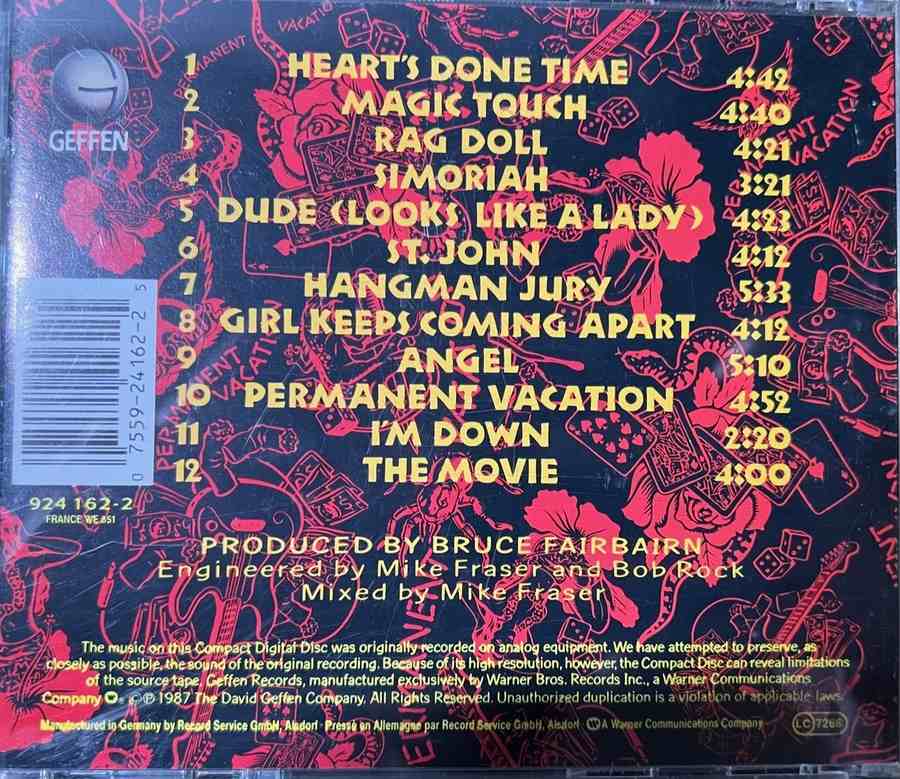 GEFFEN
1 HEART'S DONE TIME 4:42
2 MAGIC TOUCH 4:40
3 RAG DOLL 4:21
4 SIMORIAH 3:21
5 DUDE (LOOKS LIKE A LADY) 4:23
6 ST. JOHN 4:12
7 HANGMAN JURY 5:33
8 GIRL KEEPS COMING APART 4:12
9 ANGEL 5:10
10 PERMANENT VACATION 4:52
11 I'M DOWN 2:20
12 THE MOVIE 4:00
0 7559-24162-2 5
924 162-2
FRANCE WE 851
PRODUCED BY BRUCE FAIRBAIRN
Engineered by Mike Fraser and Bob Rock
Mixed by Mike Fraser
The music on this Compact Digital Disc was originally recorded on analog equipment. We have attempted to preserve, as
closely as possible, the sound of the original recording. Because of its high resolution, however, the Compact Disc can reveal limitations
of the source tape. Geffen Records, manufactured exclusively by Warner Bros. Records Inc., a Warner Communications
Company © ℗ 1987 The David Geffen Company. All Rights Reserved. Unauthorized duplication is a violation of applicable laws.
Manufactured in Germany by Record Service GmbH, Alsdorf · Pressé en Allemagne par Record Service GmbH, Alsdorf · A Warner Communications Company
LC 7266
PERMANENT VACATION
PERMANENT VACATION
PERMANENT VACATION